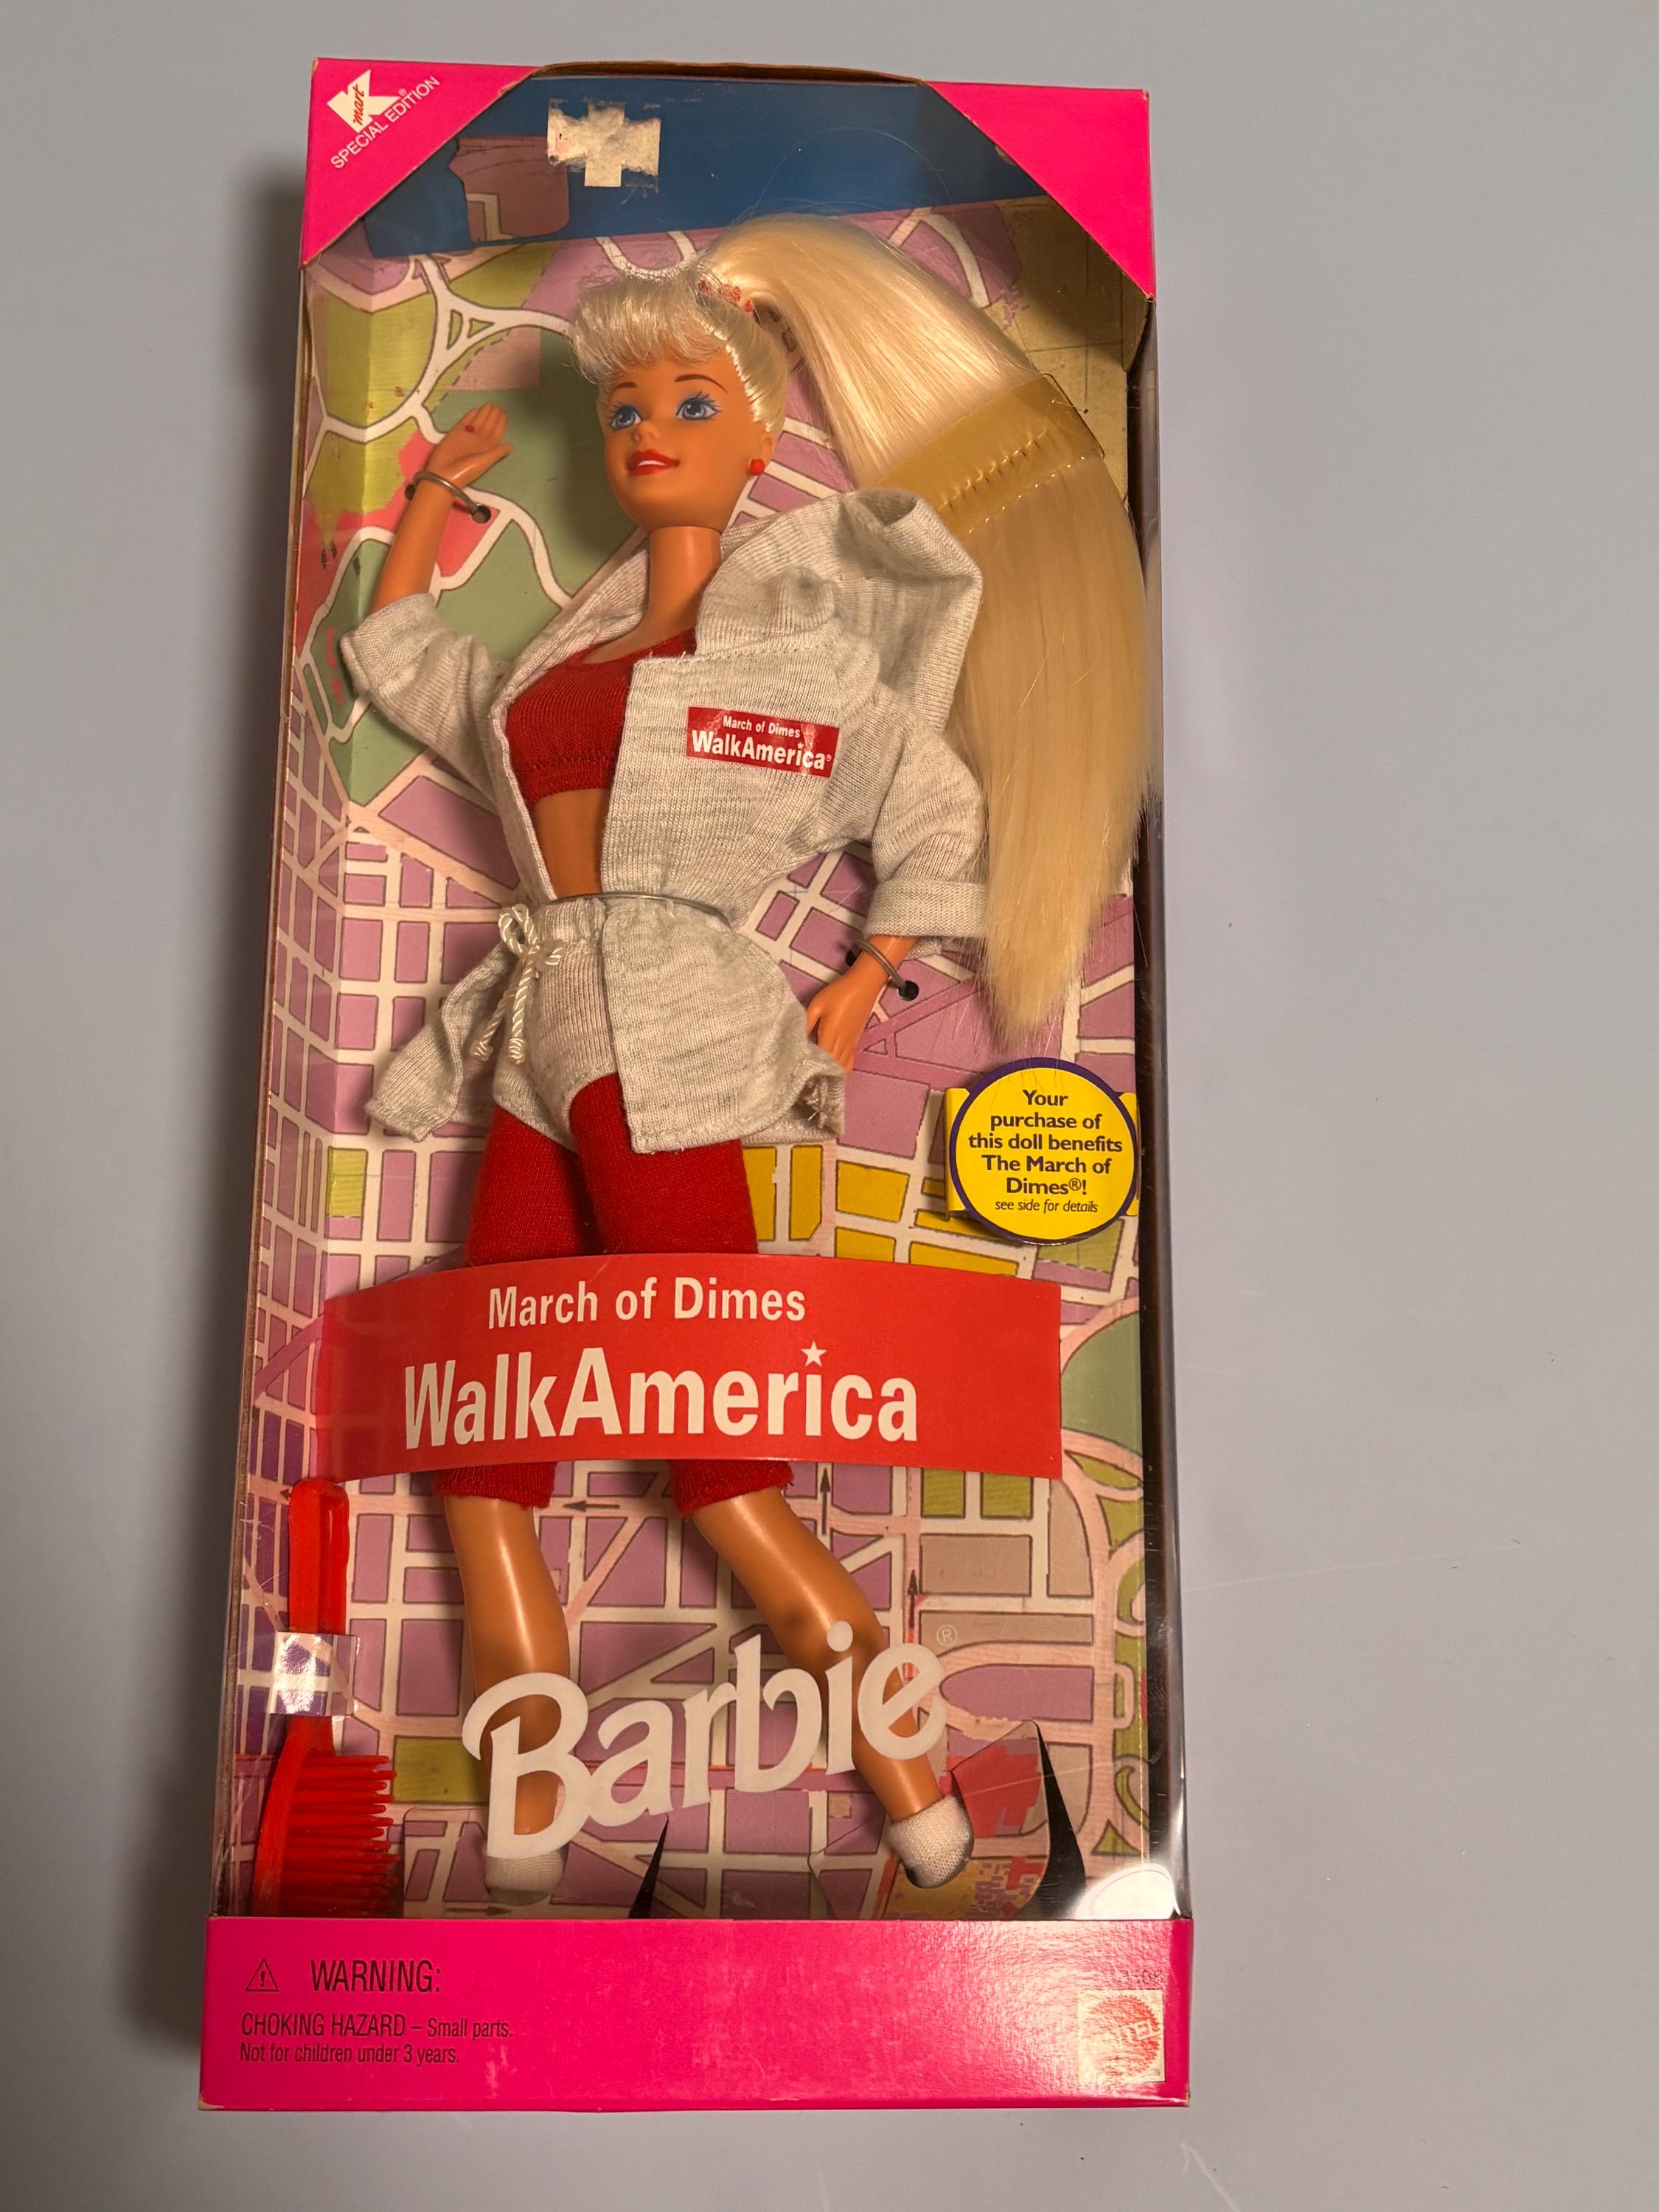 K
mart®
SPECIAL EDITION
March of Dimes
WalkAmerica®
Your
purchase of
this doll benefits
The March of
Dimes®!
see side for details
March of Dimes
WalkAmerica
Barbie®
WARNING:
CHOKING HAZARD – Small parts.
Not for children under 3 years.
MATTEL